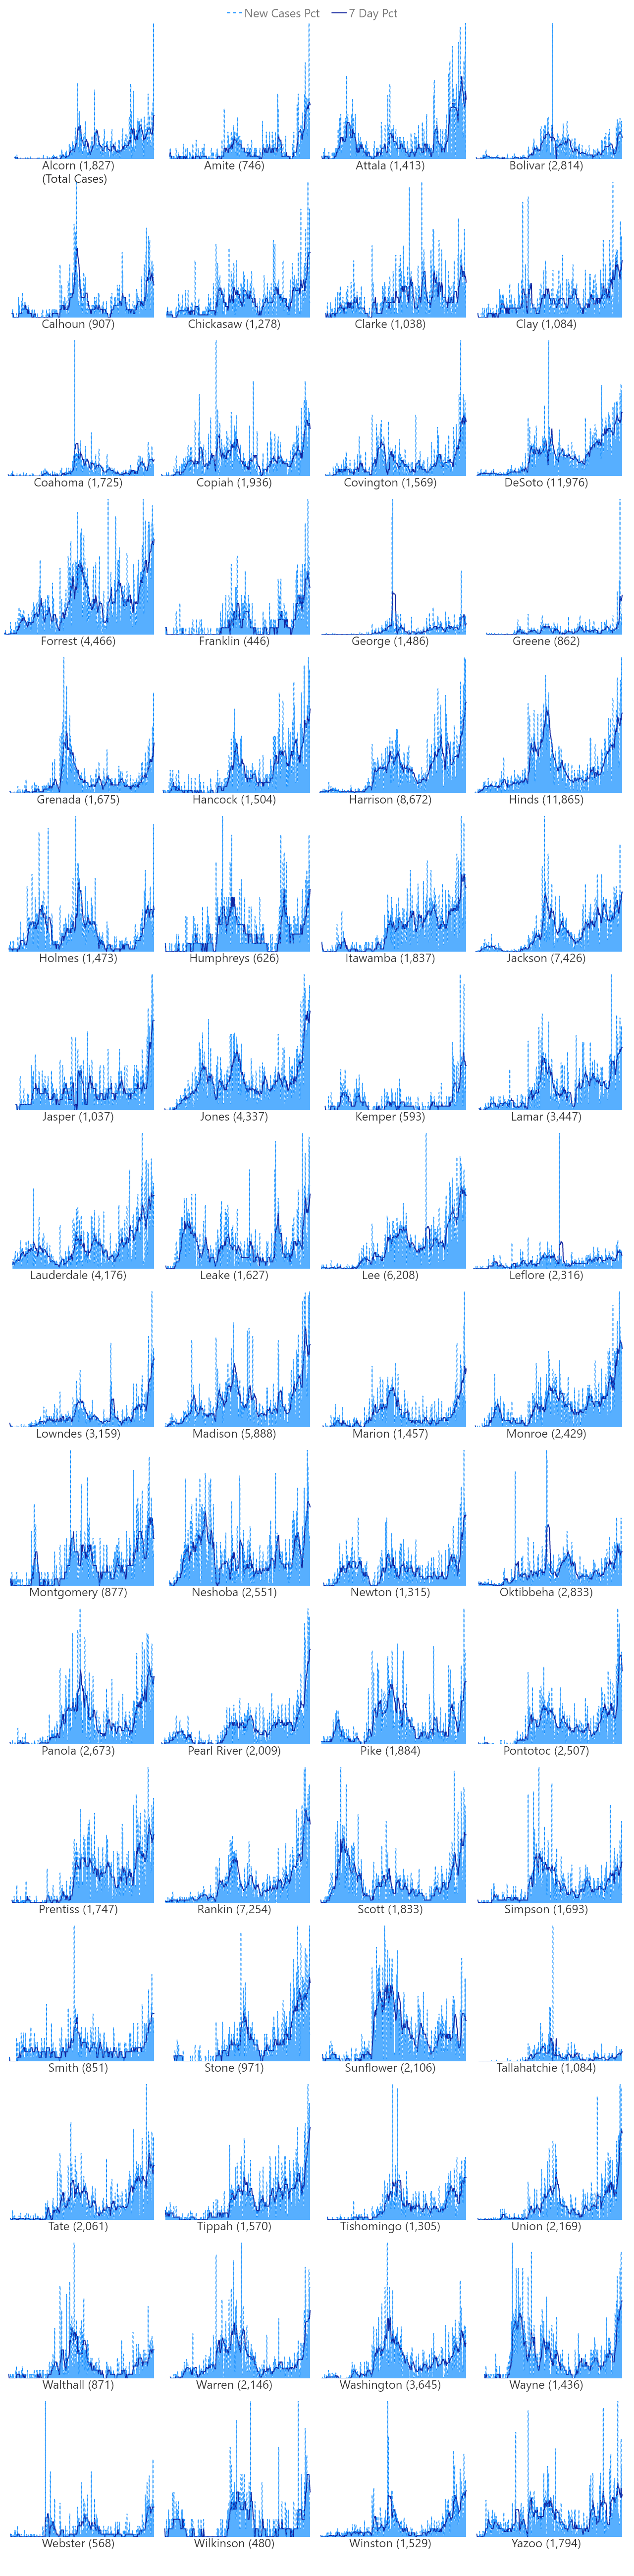 New Cases Pct 7 Day Pct
Alcorn (1,827) Amite (746) Attala (1,413) Bolivar (2,814)
(Total Cases)
Calhoun (907) Chickasaw (1,278) Clarke (1,038) Clay (1,084)
Coahoma (1,725) Copiah (1,936) Covington (1,569) DeSoto (11,976)
Forrest (4,466) Franklin (446) George (1,486) Greene (862)
Grenada (1,675) Hancock (1,504) Harrison (8,672) Hinds (11,865)
Holmes (1,473) Humphreys (626) Itawamba (1,837) Jackson (7,426)
Jasper (1,037) Jones (4,337) Kemper (593) Lamar (3,447)
Lauderdale (4,176) Leake (1,627) Lee (6,208) Leflore (2,316)
Lowndes (3,159) Madison (5,888) Marion (1,457) Monroe (2,429)
Montgomery (877) Neshoba (2,551) Newton (1,315) Oktibbeha (2,833)
Panola (2,673) Pearl River (2,009) Pike (1,884) Pontotoc (2,507)
Prentiss (1,747) Rankin (7,254) Scott (1,833) Simpson (1,693)
Smith (851) Stone (971) Sunflower (2,106) Tallahatchie (1,084)
Tate (2,061) Tippah (1,570) Tishomingo (1,305) Union (2,169)
Walthall (871) Warren (2,146) Washington (3,645) Wayne (1,436)
Webster (568) Wilkinson (480) Winston (1,529) Yazoo (1,794)